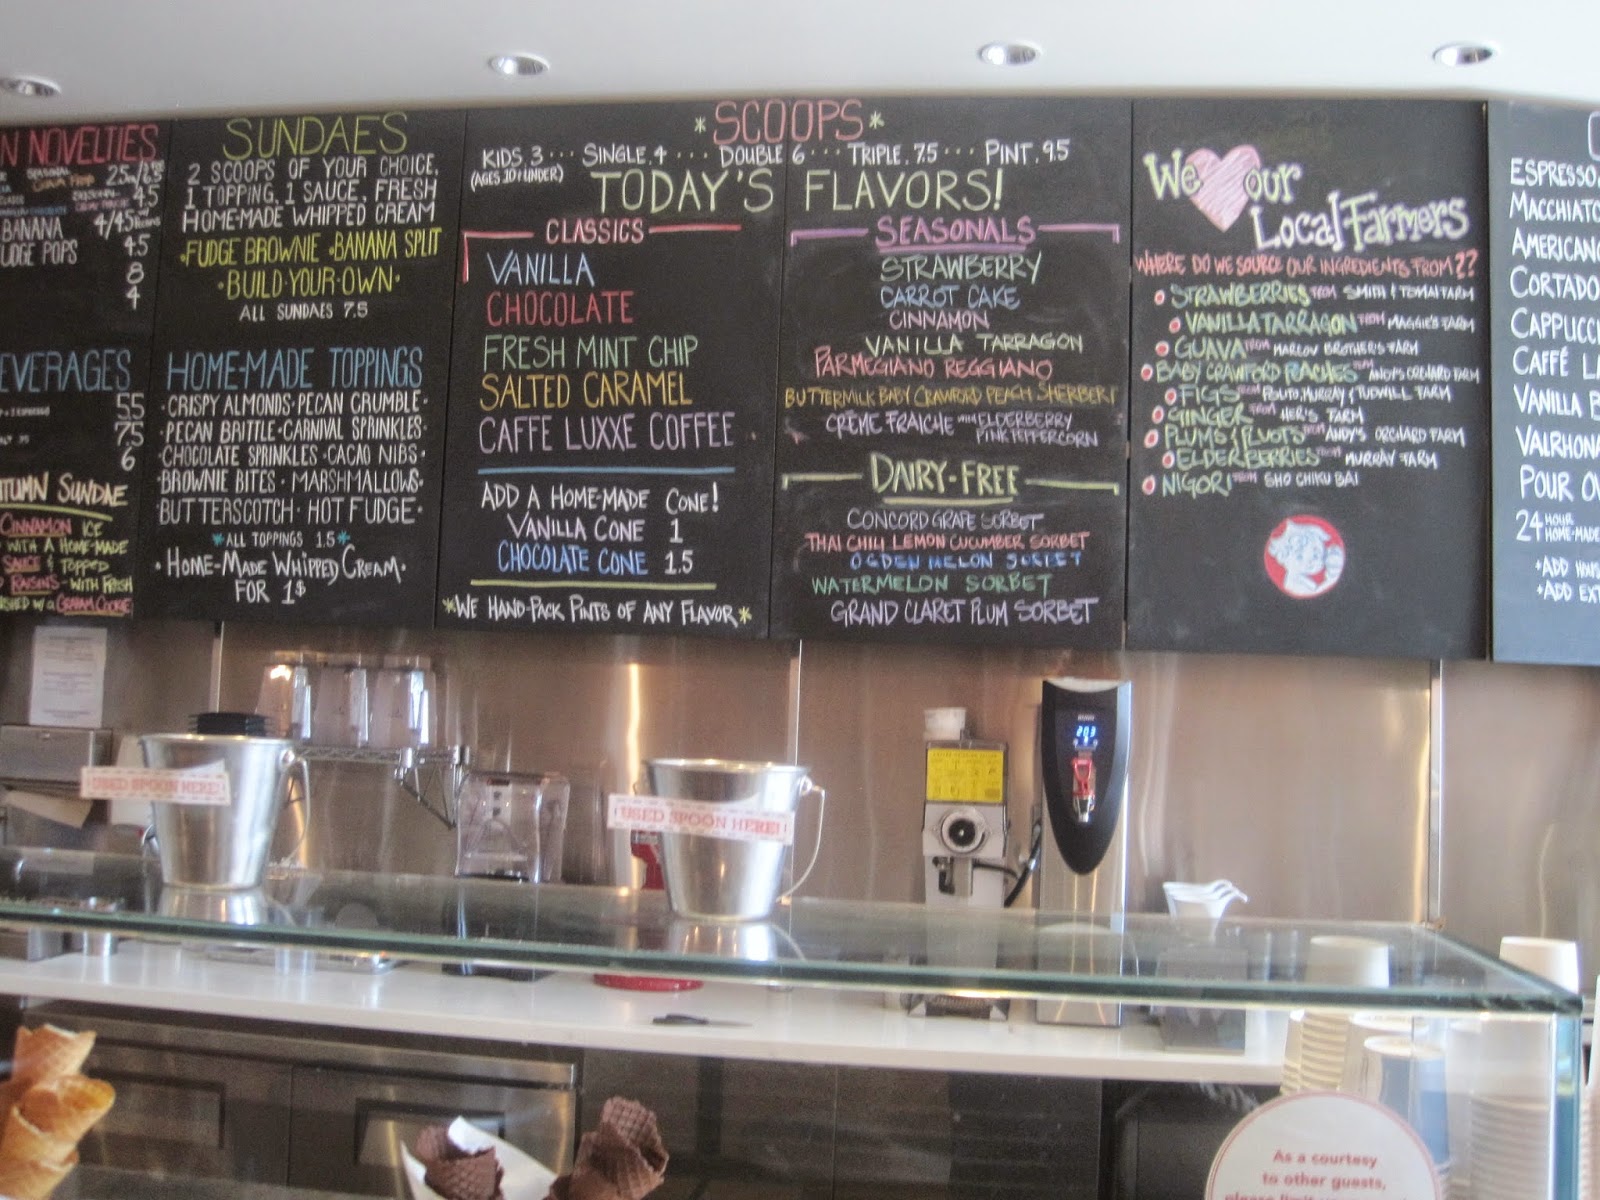 N NOVELTIES
4.5
BANANA 4/4.5
UDGE POPS 4.5
8
4
EVERAGES
5.5
5
7.5
6
TUMN SUNDAE
CINNAMON ICE
WITH A HOME-MADE
SAUCE & TOPPED
RAISINS - WITH FRESH
GRAHAM COOKIE
SUNDAES
2 SCOOPS OF YOUR CHOICE,
1 TOPPING, 1 SAUCE, FRESH
HOME-MADE WHIPPED CREAM
·FUDGE BROWNIE ·BANANA SPLIT
·BUILD·YOUR·OWN·
ALL SUNDAES 7.5
HOME-MADE TOPPINGS
·CRISPY ALMONDS·PECAN CRUMBLE·
·PECAN BRITTLE·CARNIVAL SPRINKLES·
·CHOCOLATE SPRINKLES·CACAO NIBS·
·BROWNIE BITES·MARSHMALLOWS·
BUTTERSCOTCH·HOT FUDGE·
*ALL TOPPINGS 1.5*
·HOME-MADE WHIPPED CREAM·
FOR 1$
*SCOOPS*
KIDS.3 ··· SINGLE.4 ···· DOUBLE 6 ··· TRIPLE.7.5 ··· PINT.9.5
(AGES 10 & UNDER)
TODAY'S FLAVORS!
CLASSICS
VANILLA
CHOCOLATE
FRESH MINT CHIP
SALTED CARAMEL
CAFFE LUXXE COFFEE
ADD A HOME-MADE CONE!
VANILLA CONE 1
CHOCOLATE CONE 1.5
*WE HAND-PACK PINTS OF ANY FLAVOR*
SEASONALS
STRAWBERRY
CARROT CAKE
CINNAMON
VANILLA TARRAGON
PARMEGIANO REGGIANO
BUTTERMILK BABY CRAWFORD PEACH SHERBERT
CRÈME FRAICHE WITH ELDERBERRY
PINK PEPPERCORN
DAIRY-FREE
CONCORD GRAPE SORBET
THAI CHILI LEMON CUCUMBER SORBET
OGDEN MELON SORBET
WATERMELON SORBET
GRAND CLARET PLUM SORBET
We our
Local Farmers
WHERE DO WE SOURCE OUR INGREDIENTS FROM??
STRAWBERRIES FROM SMITH & TOMAI FARM
VANILLA TARRAGON FROM MAGGIE'S FARM
GUAVA FROM MARLOW BROTHER'S FARM
BABY CRAWFORD PEACHES FROM ANDY'S ORCHARD FARM
FIGS FROM POLITO, MURRAY & TUDVILL FARM
GINGER FROM HER'S FARM
PLUMS & PLUOTS FROM ANDY'S ORCHARD FARM
ELDERBERRIES FROM MURRAY FARM
NIGORI FROM SHO CHIKU BAI
ESPRESSO
MACCHIATO
AMERICANO
CORTADO
CAPPUCCI
CAFFÉ LA
VANILLA B
VALRHONA
POUR OV
24 HOUR
HOME-MADE
•ADD HOUS
•ADD EXT
USED SPOON HERE!
USED SPOON HERE!
203
As a courtesy
to other guests,
please limit